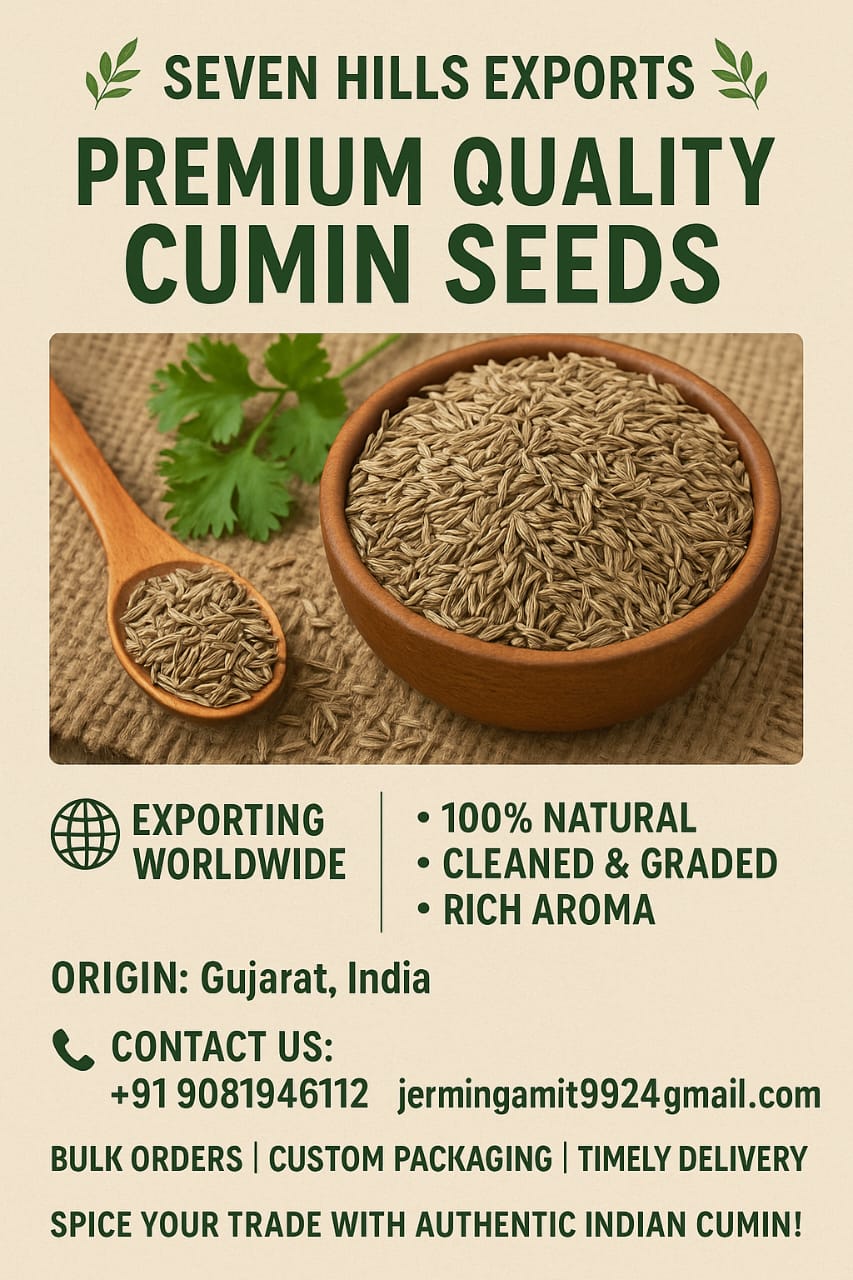 SEVEN HILLS EXPORTS
PREMIUM QUALITY
CUMIN SEEDS
EXPORTING
WORLDWIDE
• 100% NATURAL
• CLEANED & GRADED
• RICH AROMA
ORIGIN: Gujarat, India
CONTACT US:
+91 9081946112 jermingamit9924gmail.com
BULK ORDERS | CUSTOM PACKAGING | TIMELY DELIVERY
SPICE YOUR TRADE WITH AUTHENTIC INDIAN CUMIN!